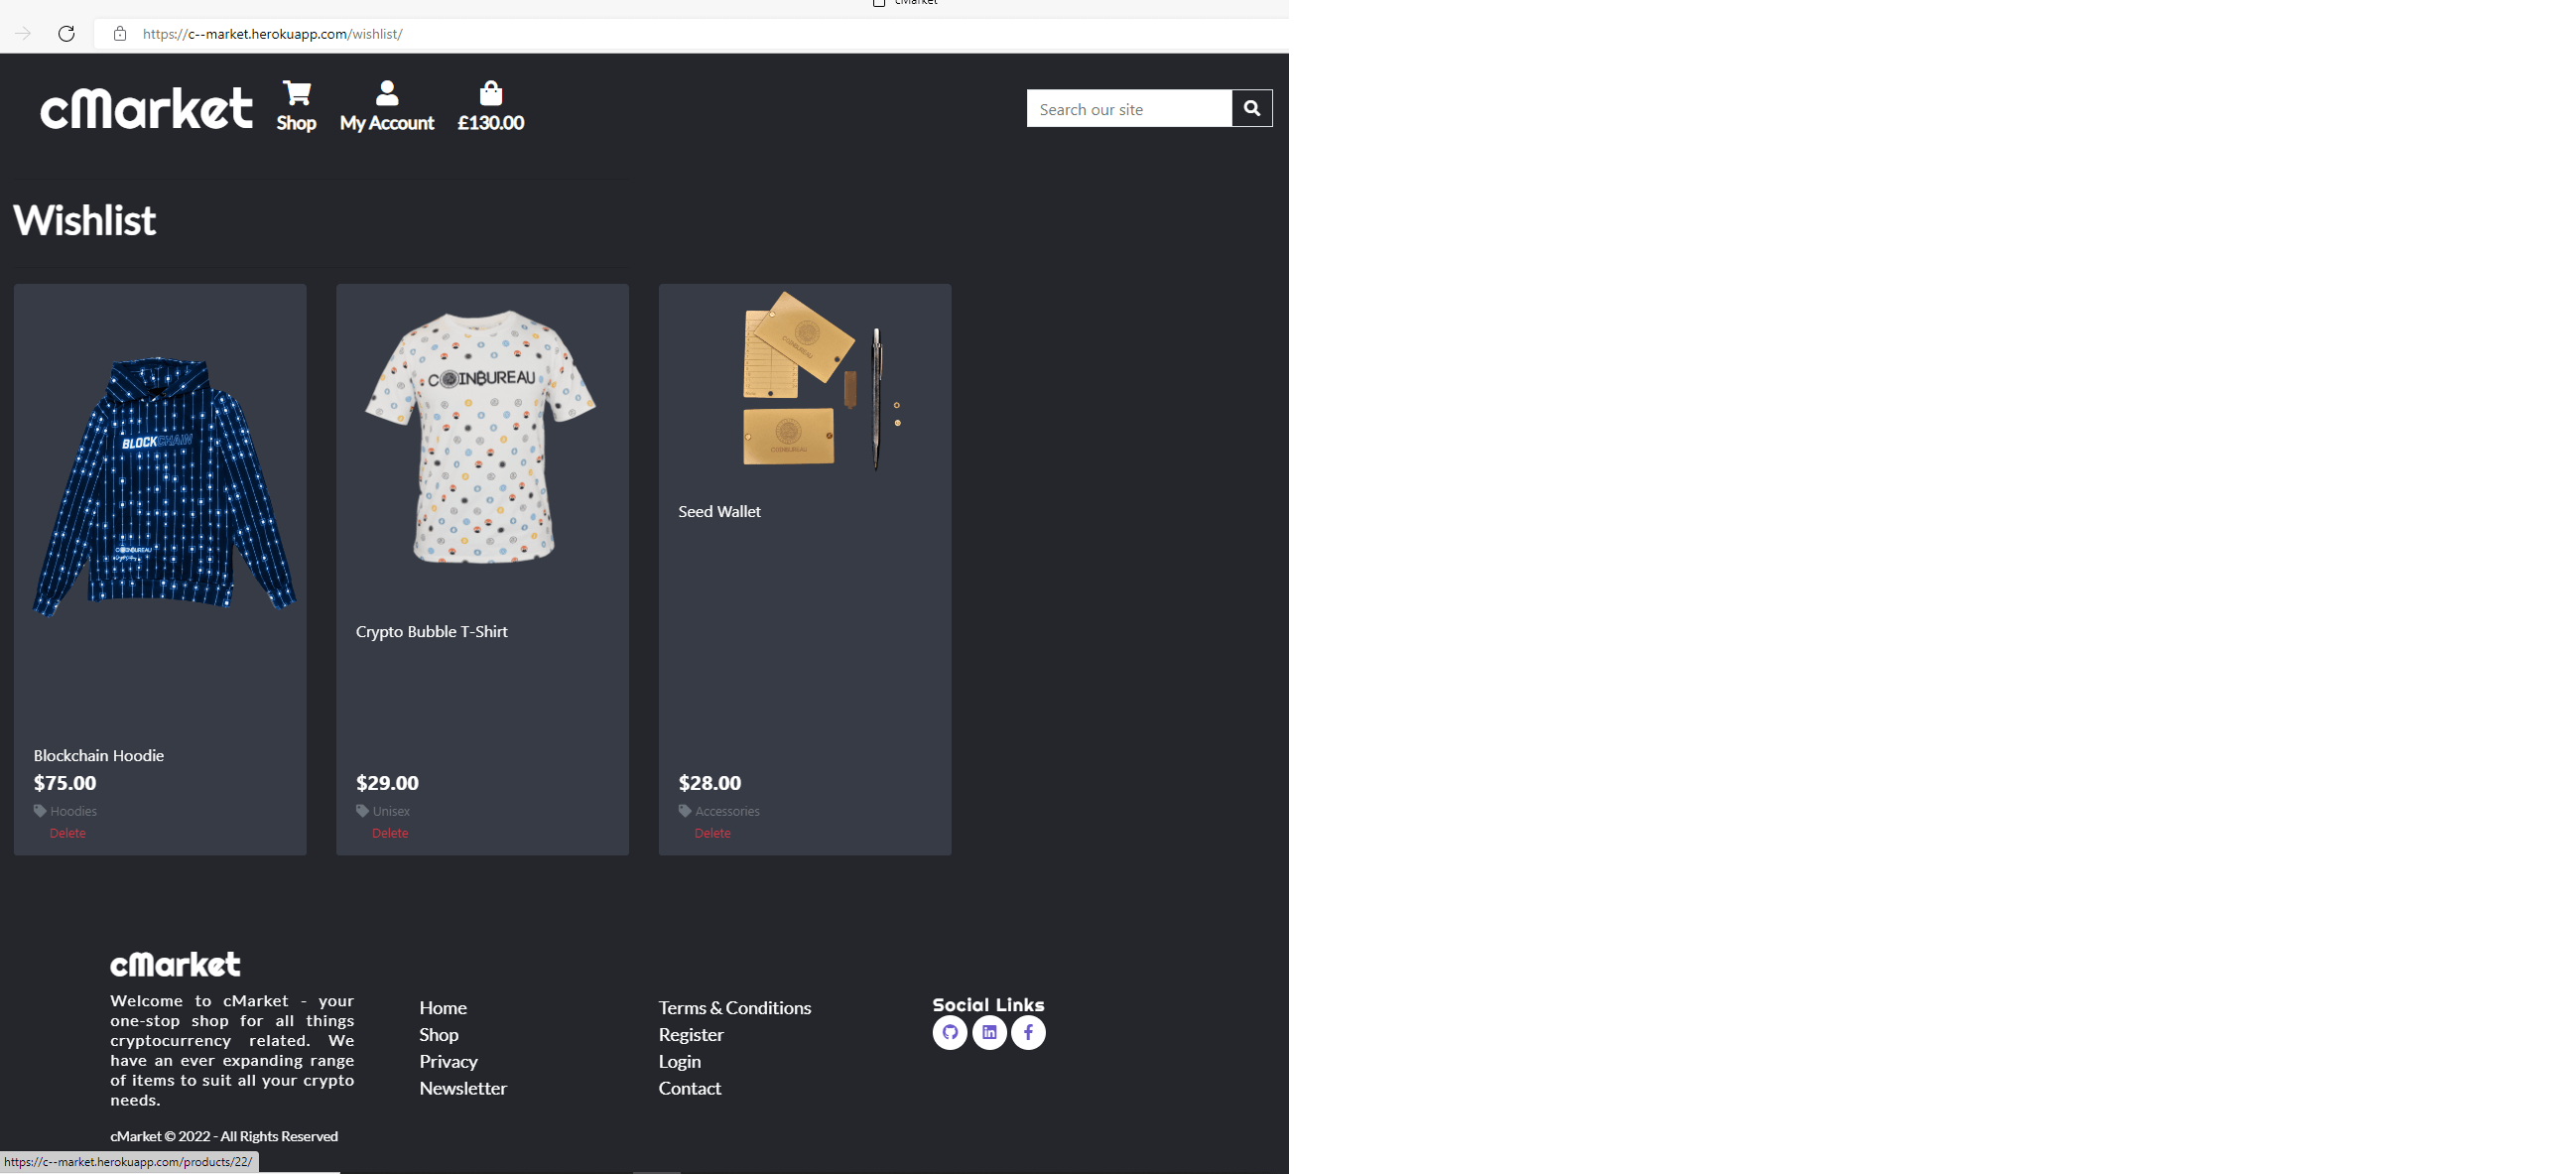 cMarket
https://c--market.herokuapp.com/wishlist/
cMarket
Shop
My Account
£130.00
Search our site
Wishlist
BLOCKCHAIN
COINBUREAU
COINBUREAU
COINBUREAU
COINBUREAU
Seed Wallet
Crypto Bubble T-Shirt
Blockchain Hoodie
$75.00
$29.00
$28.00
Hoodies
Unisex
Accessories
Delete
Delete
Delete
cMarket
Welcome to cMarket - your
one-stop shop for all things
cryptocurrency related. We
have an ever expanding range
of items to suit all your crypto
needs.
Home
Shop
Privacy
Newsletter
Terms & Conditions
Register
Login
Contact
Social Links
cMarket © 2022 - All Rights Reserved
https://c--market.herokuapp.com/products/22/